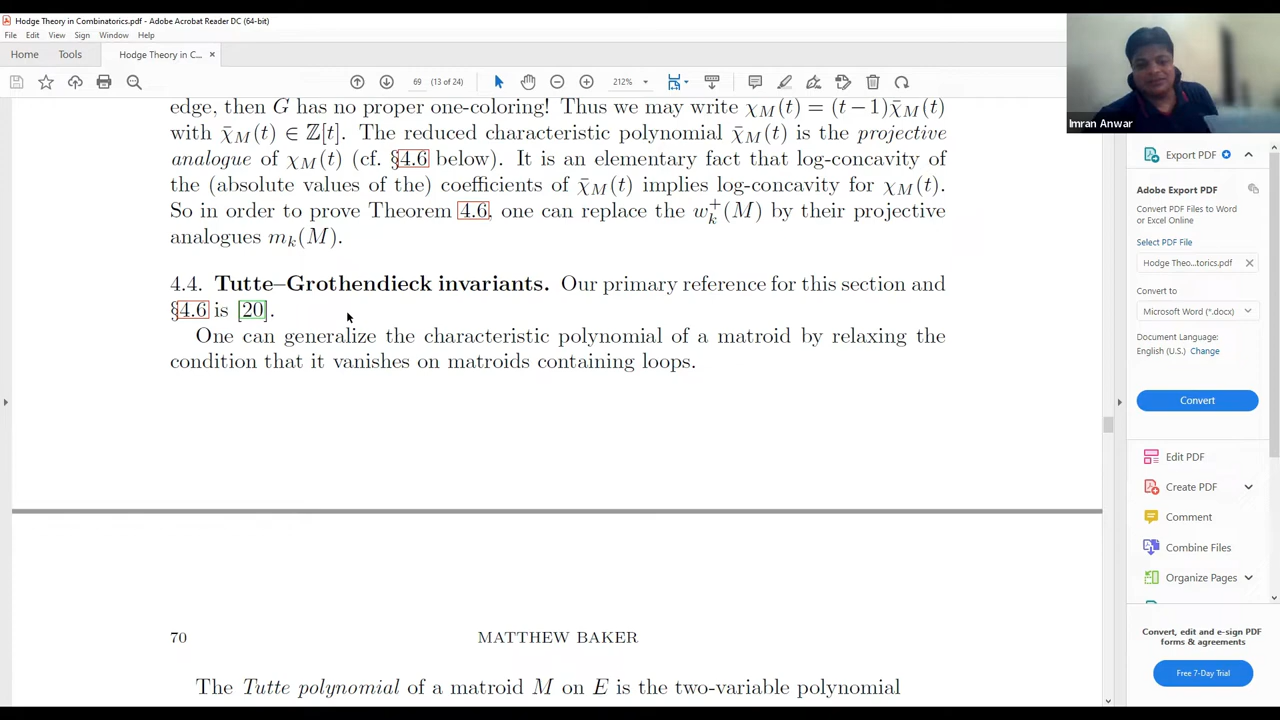 Hodge Theory in Combinatorics.pdf - Adobe Acrobat Reader DC (64-bit)
File Edit View Sign Window Help
Home Tools Hodge Theory in C... ×
69 (13 of 24) 212%
edge, then G has no proper one-coloring! Thus we may write χ_M(t) = (t−1)χ̄_M(t)
with χ̄_M(t) ∈ ℤ[t]. The reduced characteristic polynomial χ̄_M(t) is the projective
analogue of χ_M(t) (cf. §4.6 below). It is an elementary fact that log-concavity of
the (absolute values of the) coefficients of χ̄_M(t) implies log-concavity for χ_M(t).
So in order to prove Theorem 4.6, one can replace the w_k^+(M) by their projective
analogues m_k(M).
4.4. Tutte–Grothendieck invariants. Our primary reference for this section and
§4.6 is [20].
One can generalize the characteristic polynomial of a matroid by relaxing the
condition that it vanishes on matroids containing loops.
70 MATTHEW BAKER
The Tutte polynomial of a matroid M on E is the two-variable polynomial
Imran Anwar
Export PDF
Adobe Export PDF
Convert PDF Files to Word
or Excel Online
Select PDF File
Hodge Theo...torics.pdf ×
Convert to
Microsoft Word (*.docx)
Document Language:
English (U.S.) Change
Convert
Edit PDF
Create PDF
Comment
Combine Files
Organize Pages
Convert, edit and e-sign PDF
forms & agreements
Free 7-Day Trial